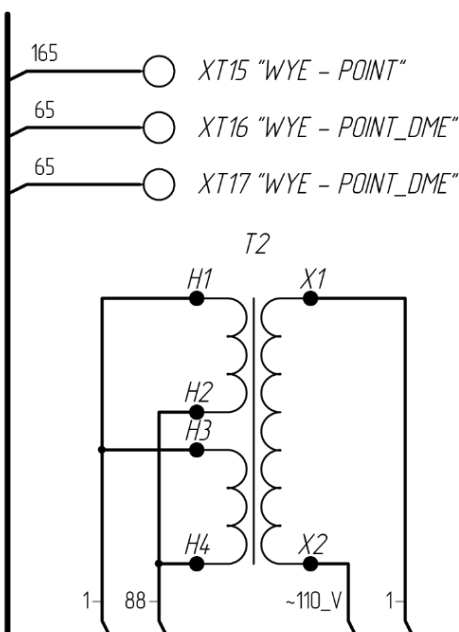 165
XT15 "WYE - POINT"
65
XT16 "WYE - POINT_DME"
65
XT17 "WYE - POINT_DME"
T2
H1 X1
H2
H3
H4 X2
1 88 ~110_V 1